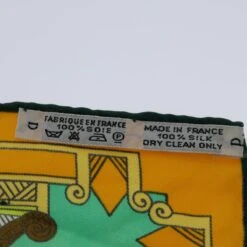 D
FABRIQUE EN FRANCE
100% SOIE
MADE IN FRANCE
100% SILK
DRY CLEAN ONLY
D